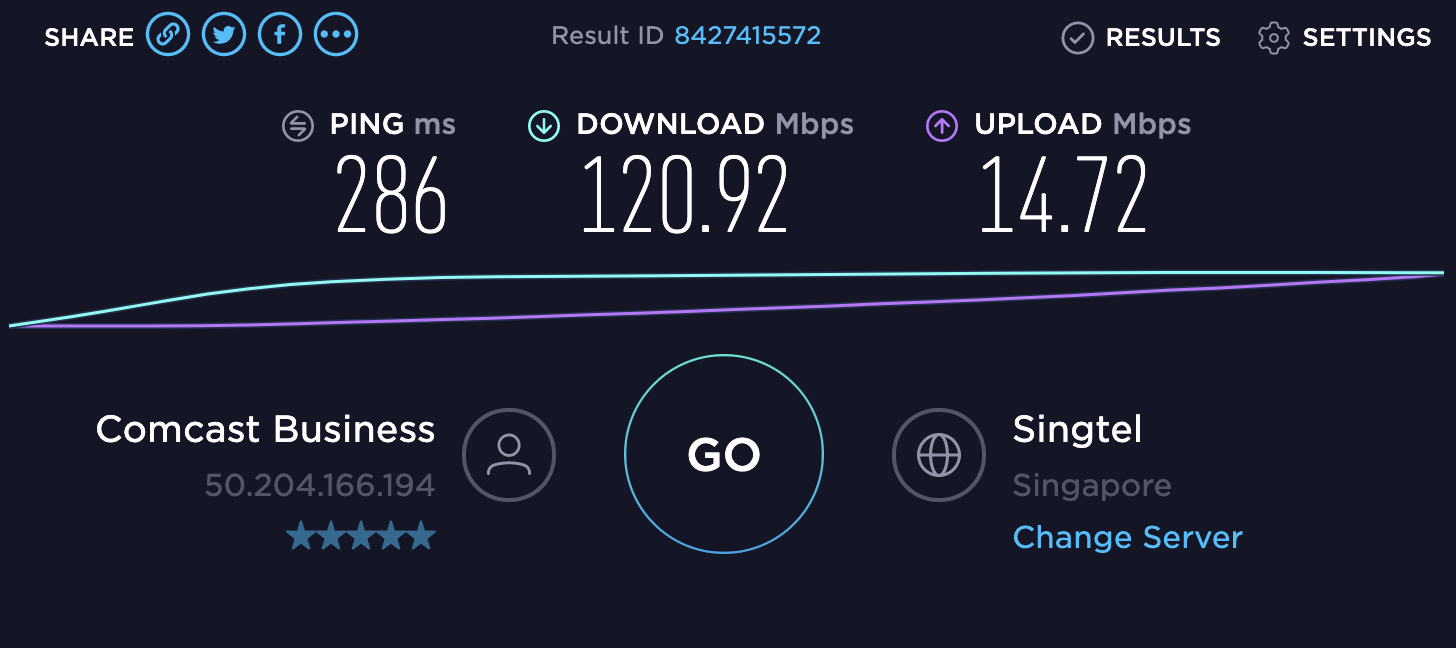 SHARE Result ID 8427415572 RESULTS SETTINGS
PING ms DOWNLOAD Mbps UPLOAD Mbps
286 120.92 14.72
Comcast Business GO Singtel
50.204.166.194 Singapore
Change Server